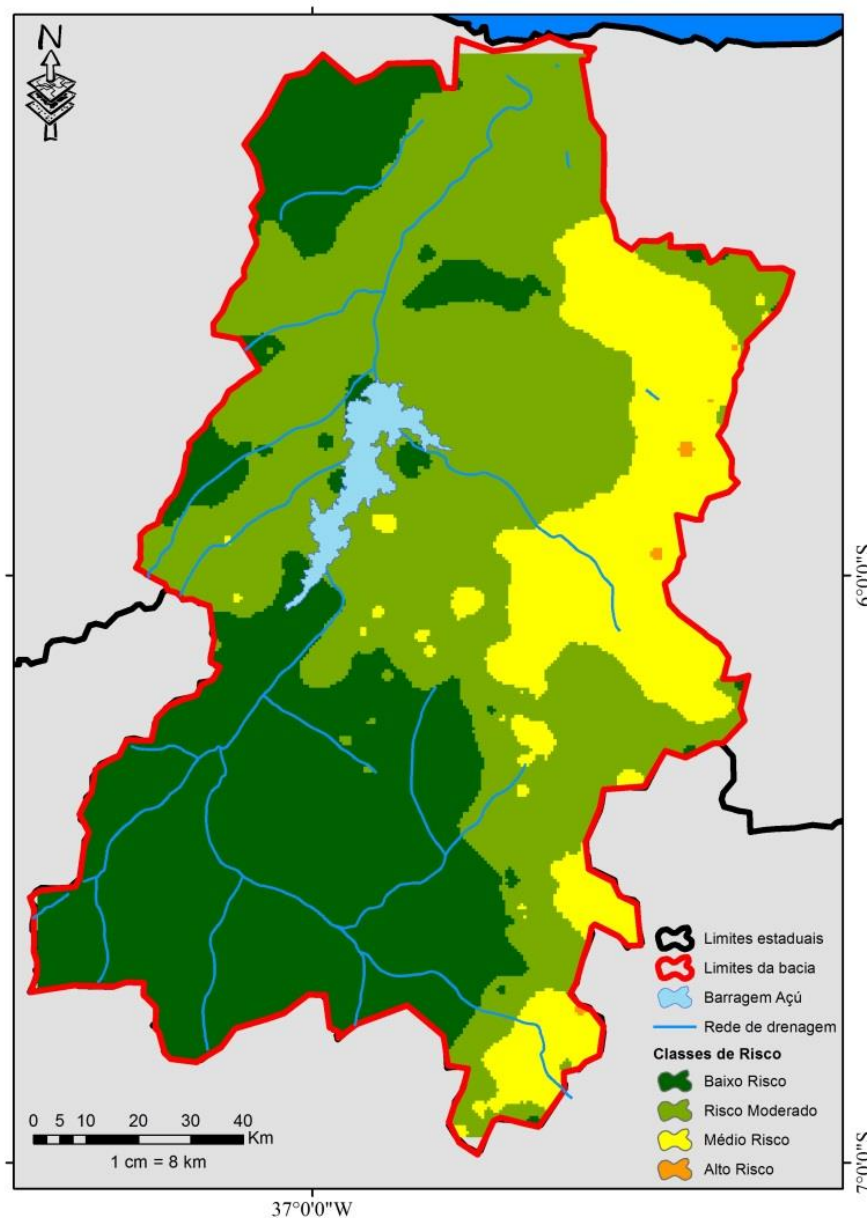 N
6°0'0"S
Limites estaduais
Limites da bacia
Barragem Açú
Rede de drenagem
Classes de Risco
Baixo Risco
Risco Moderado
Médio Risco
Alto Risco
0 5 10 20 30 40
Km
1 cm = 8 km
7°0'0"S
37°0'0"W